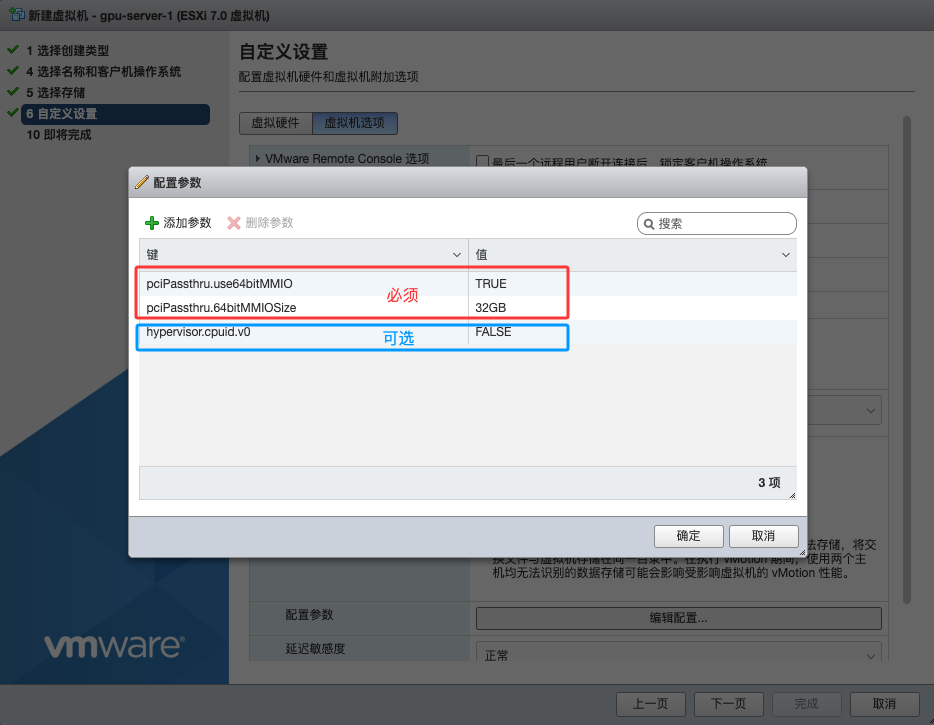 新建虚拟机 - gpu-server-1 (ESXi 7.0 虚拟机)
1 选择创建类型
4 选择名称和客户机操作系统
5 选择存储
6 自定义设置
10 即将完成
自定义设置
配置虚拟机硬件和虚拟机附加选项
虚拟硬件
虚拟机选项
VMware Remote Console 选项
最后一个远程用户断开连接后，锁定客户机操作系统
配置参数
添加参数
删除参数
搜索
键
值
pciPassthru.use64bitMMIO
TRUE
必须
pciPassthru.64bitMMIOSize
32GB
hypervisor.cpuid.v0
FALSE
可选
3 项
确定
取消
法存储，将交
换文件与虚拟机存储在同一目录中。在执行 vMotion 期间，使用两个主
机均无法识别的数据存储可能会影响受影响虚拟机的 vMotion 性能。
配置参数
编辑配置...
延迟敏感度
正常
vmware®
上一页
下一页
完成
取消